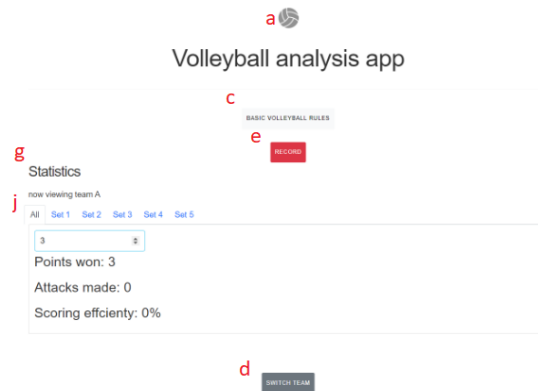 a
Volleyball analysis app
c
BASIC VOLLEYBALL RULES
e
RECORD
g
Statistics
now viewing team A
j
All Set 1 Set 2 Set 3 Set 4 Set 5
3
Points won: 3
Attacks made: 0
Scoring effcienty: 0%
d
SWITCH TEAM